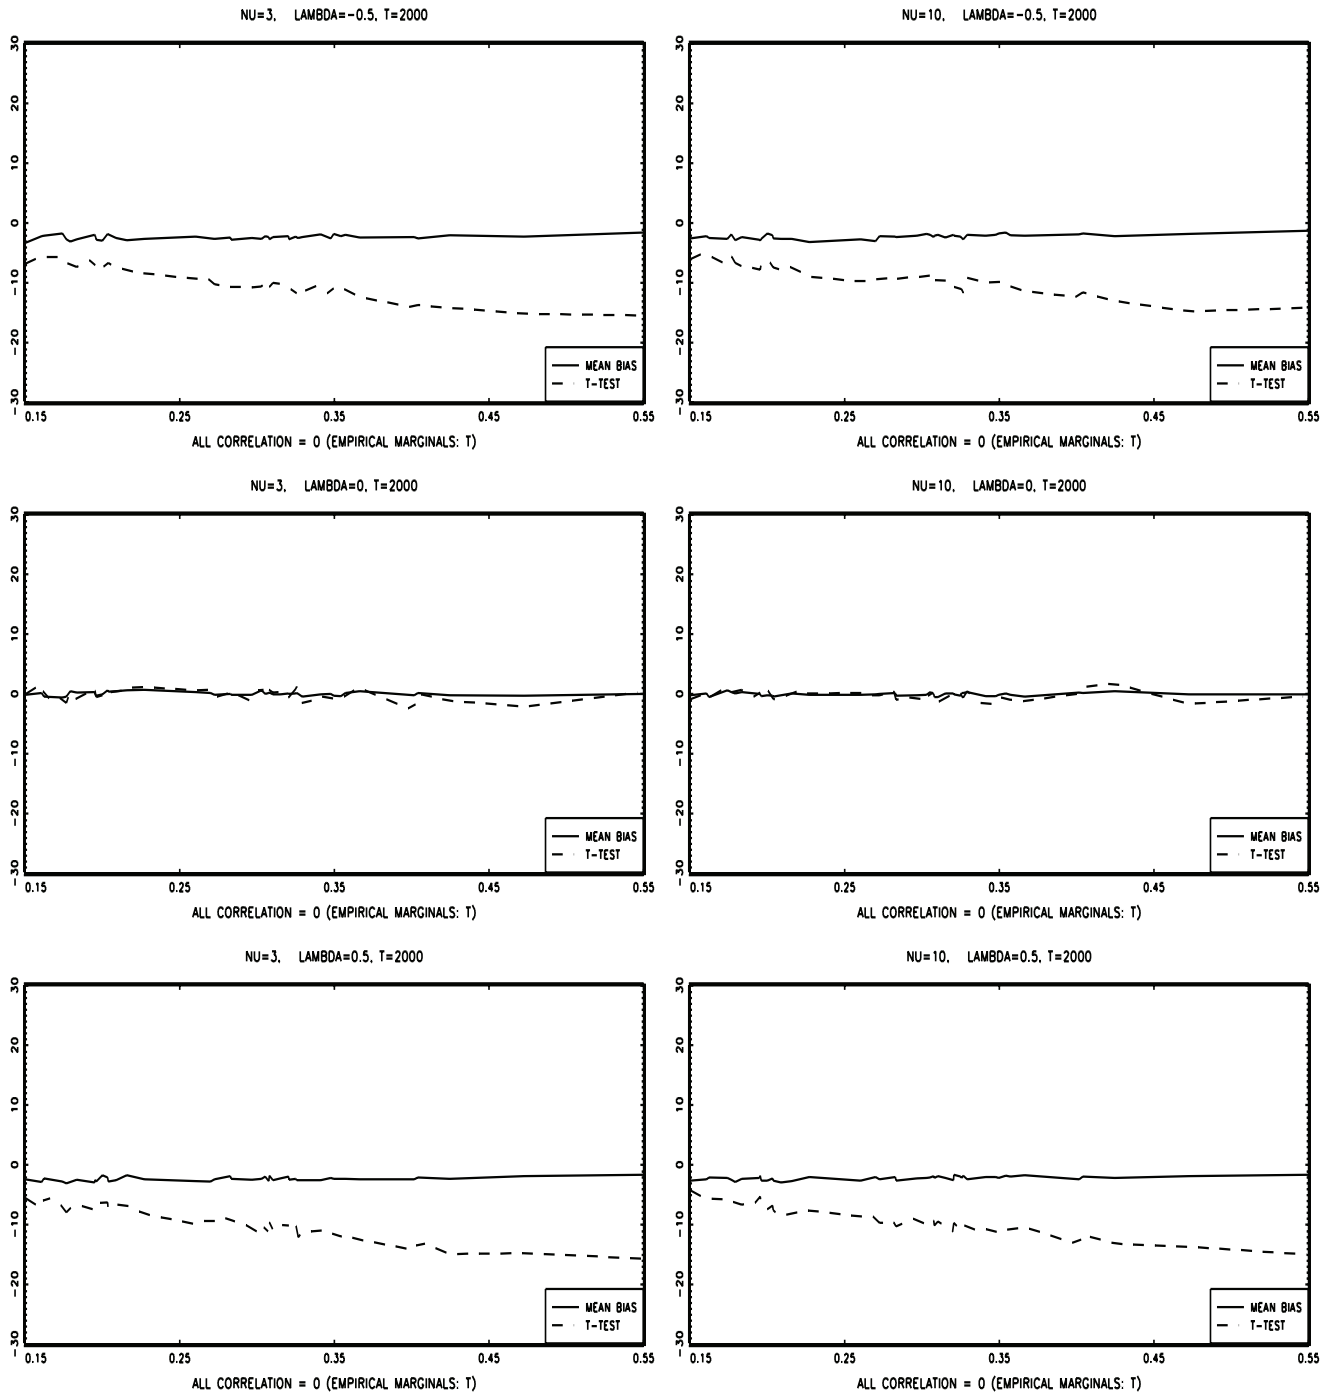 NU=3,   LAMBDA=-0.5, T=2000
30
20
10
0
-10
-20
-30
MEAN BIAS
T-TEST
0.15 0.25 0.35 0.45 0.55
ALL CORRELATION = 0 (EMPIRICAL MARGINALS: T)
NU=10,   LAMBDA=-0.5, T=2000
30
20
10
0
-10
-20
-30
MEAN BIAS
T-TEST
0.15 0.25 0.35 0.45 0.55
ALL CORRELATION = 0 (EMPIRICAL MARGINALS: T)
NU=3,   LAMBDA=0, T=2000
30
20
10
0
-10
-20
-30
MEAN BIAS
T-TEST
0.15 0.25 0.35 0.45 0.55
ALL CORRELATION = 0 (EMPIRICAL MARGINALS: T)
NU=10,   LAMBDA=0, T=2000
30
20
10
0
-10
-20
-30
MEAN BIAS
T-TEST
0.15 0.25 0.35 0.45 0.55
ALL CORRELATION = 0 (EMPIRICAL MARGINALS: T)
NU=3,   LAMBDA=0.5, T=2000
30
20
10
0
-10
-20
-30
MEAN BIAS
T-TEST
0.15 0.25 0.35 0.45 0.55
ALL CORRELATION = 0 (EMPIRICAL MARGINALS: T)
NU=10,   LAMBDA=0.5, T=2000
30
20
10
0
-10
-20
-30
MEAN BIAS
T-TEST
0.15 0.25 0.35 0.45 0.55
ALL CORRELATION = 0 (EMPIRICAL MARGINALS: T)